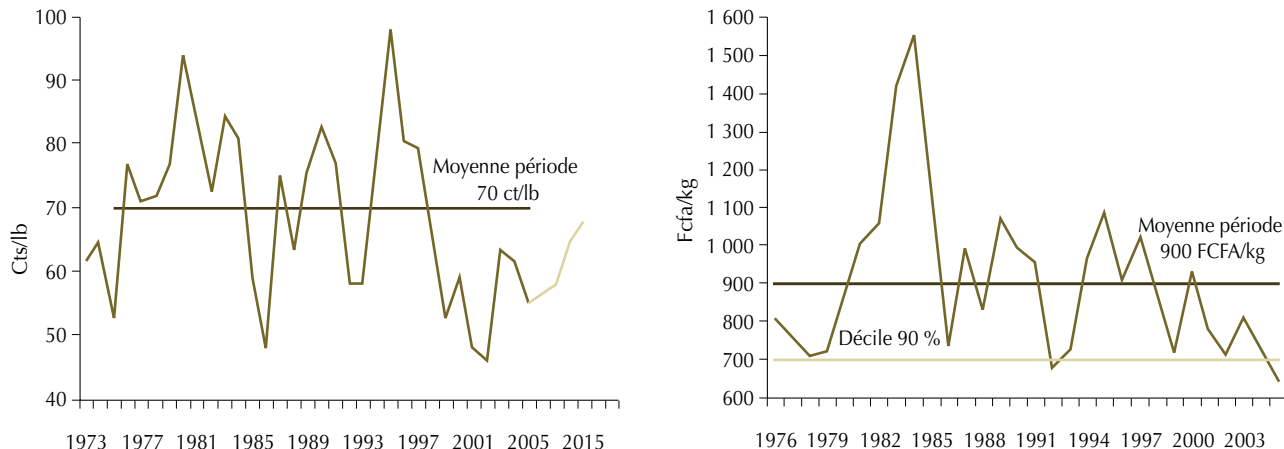 Cts/lb
100
90
80
70
60
50
40
Moyenne période
70 ct/lb
1973 1977 1981 1985 1989 1993 1997 2001 2005 2015
Fcfa/kg
1 600
1 500
1 400
1 300
1 200
1 100
1 000
900
800
700
600
Moyenne période
900 FCFA/kg
Décile 90 %
1976 1979 1982 1985 1988 1991 1994 1997 2000 2003